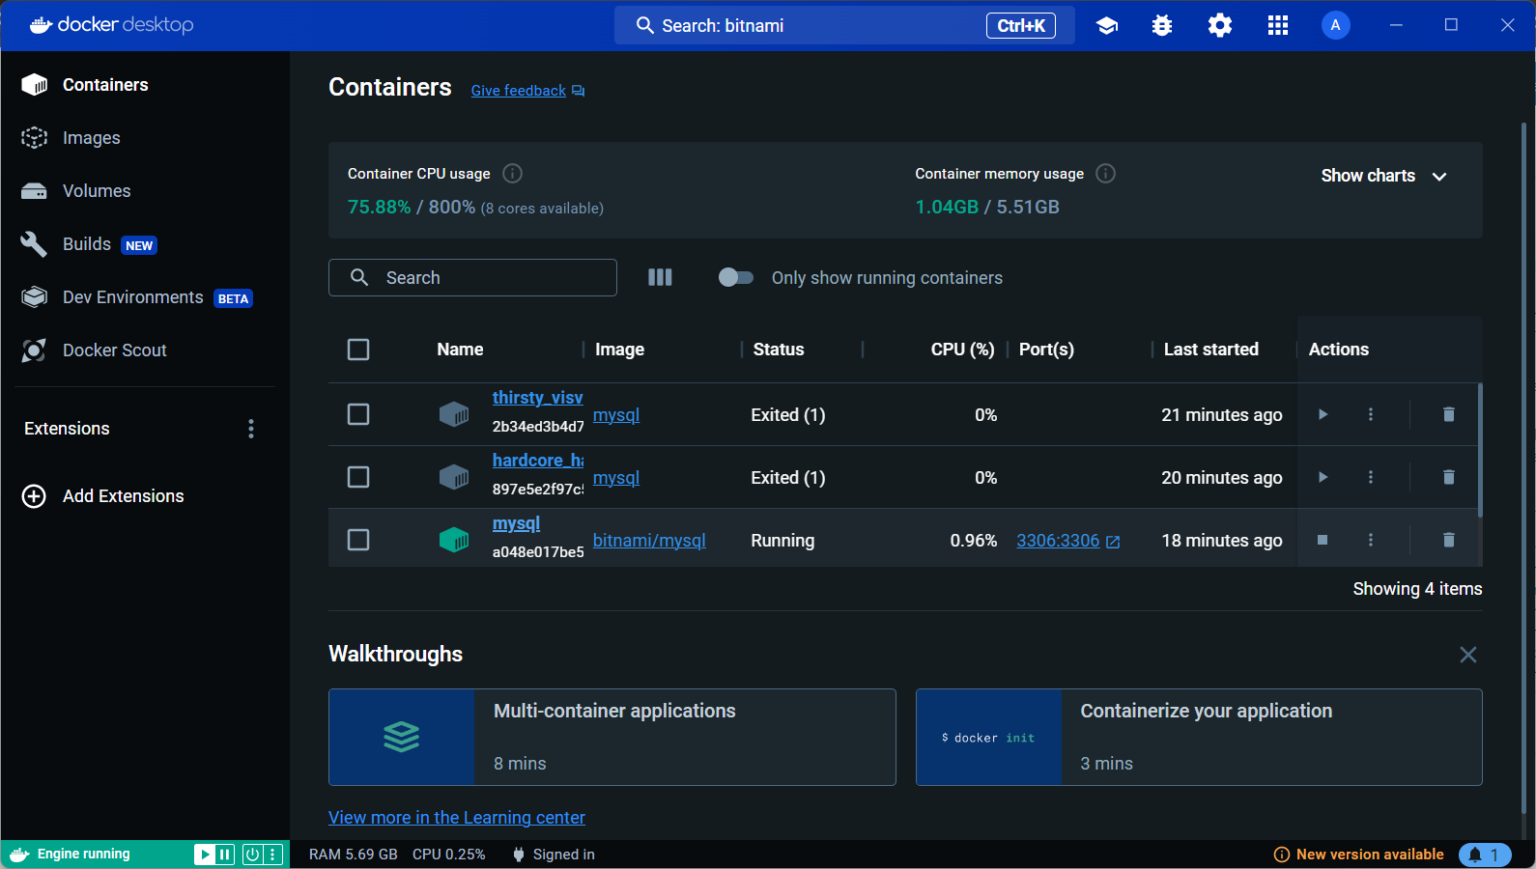 docker desktop
Search: bitnami
Ctrl+K
A
Containers
Images
Volumes
Builds NEW
Dev Environments BETA
Docker Scout
Extensions
Add Extensions
Containers
Give feedback
Container CPU usage
75.88% / 800% (8 cores available)
Container memory usage
1.04GB / 5.51GB
Show charts
Search
Only show running containers
Name Image Status CPU (%) Port(s) Last started Actions
thirsty_visv
2b34ed3b4d7
mysql Exited (1) 0% 21 minutes ago
hardcore_ha
897e5e2f97c5
mysql Exited (1) 0% 20 minutes ago
mysql
a048e017be5
bitnami/mysql Running 0.96% 3306:3306 18 minutes ago
Showing 4 items
Walkthroughs
Multi-container applications
8 mins
$ docker init
Containerize your application
3 mins
View more in the Learning center
Engine running
RAM 5.69 GB CPU 0.25% Signed in
New version available
1